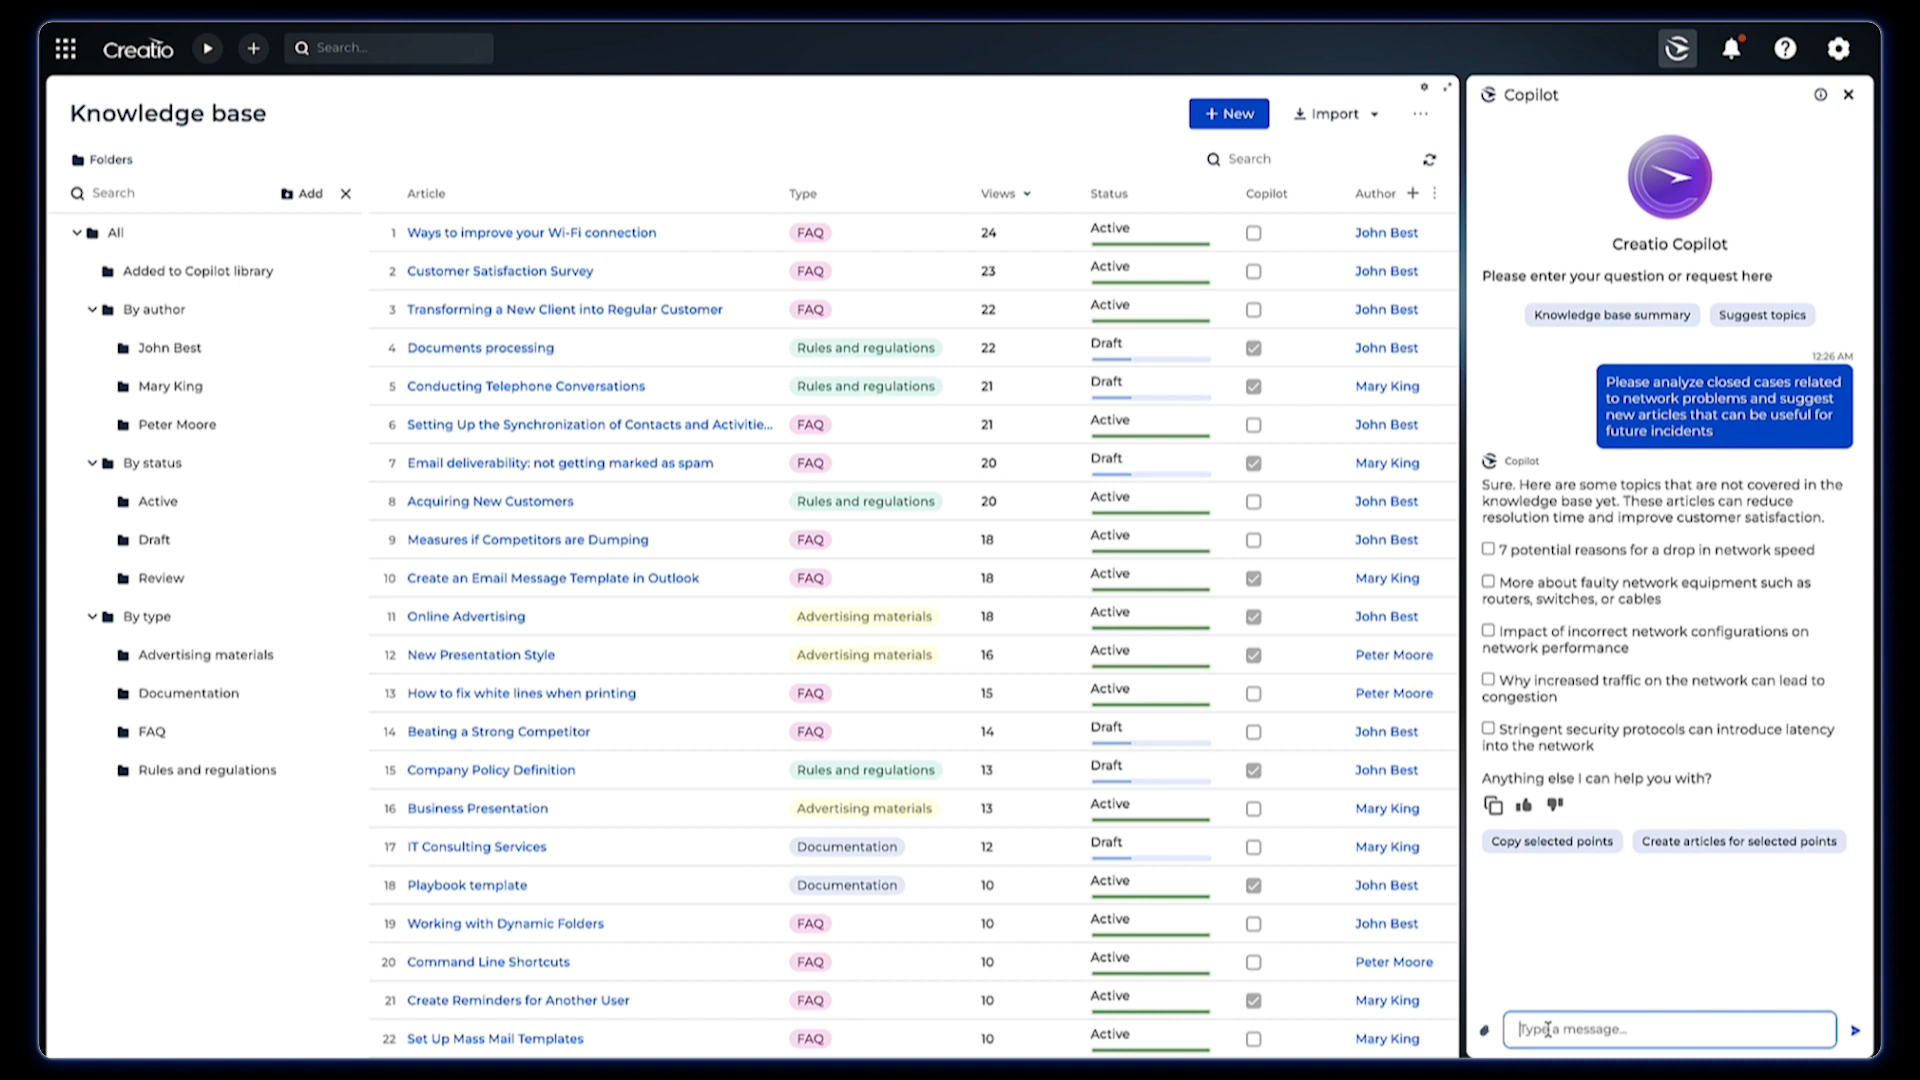 Creatio
Search...
Knowledge base
+ New
Import
Folders
Search
Search
Add
Article Type Views Status Copilot Author
All
Added to Copilot library
By author
John Best
Mary King
Peter Moore
By status
Active
Draft
Review
By type
Advertising materials
Documentation
FAQ
Rules and regulations
1 Ways to improve your Wi-Fi connection FAQ 24 Active John Best
2 Customer Satisfaction Survey FAQ 23 Active John Best
3 Transforming a New Client into Regular Customer FAQ 22 Active John Best
4 Documents processing Rules and regulations 22 Draft John Best
5 Conducting Telephone Conversations Rules and regulations 21 Draft Mary King
6 Setting Up the Synchronization of Contacts and Activitie... FAQ 21 Active John Best
7 Email deliverability: not getting marked as spam FAQ 20 Draft Mary King
8 Acquiring New Customers Rules and regulations 20 Active John Best
9 Measures if Competitors are Dumping FAQ 18 Active John Best
10 Create an Email Message Template in Outlook FAQ 18 Active Mary King
11 Online Advertising Advertising materials 18 Active John Best
12 New Presentation Style Advertising materials 16 Active Peter Moore
13 How to fix white lines when printing FAQ 15 Active Peter Moore
14 Beating a Strong Competitor FAQ 14 Draft John Best
15 Company Policy Definition Rules and regulations 13 Draft John Best
16 Business Presentation Advertising materials 13 Active Mary King
17 IT Consulting Services Documentation 12 Draft Mary King
18 Playbook template Documentation 10 Active John Best
19 Working with Dynamic Folders FAQ 10 Active John Best
20 Command Line Shortcuts FAQ 10 Active Peter Moore
21 Create Reminders for Another User FAQ 10 Active Mary King
22 Set Up Mass Mail Templates FAQ 10 Active Mary King
Copilot
Creatio Copilot
Please enter your question or request here
Knowledge base summary
Suggest topics
12:26 AM
Please analyze closed cases related
to network problems and suggest
new articles that can be useful for
future incidents
Copilot
Sure. Here are some topics that are not covered in the
knowledge base yet. These articles can reduce
resolution time and improve customer satisfaction.
7 potential reasons for a drop in network speed
More about faulty network equipment such as
routers, switches, or cables
Impact of incorrect network configurations on
network performance
Why increased traffic on the network can lead to
congestion
Stringent security protocols can introduce latency
into the network
Anything else I can help you with?
Copy selected points
Create articles for selected points
Type a message...